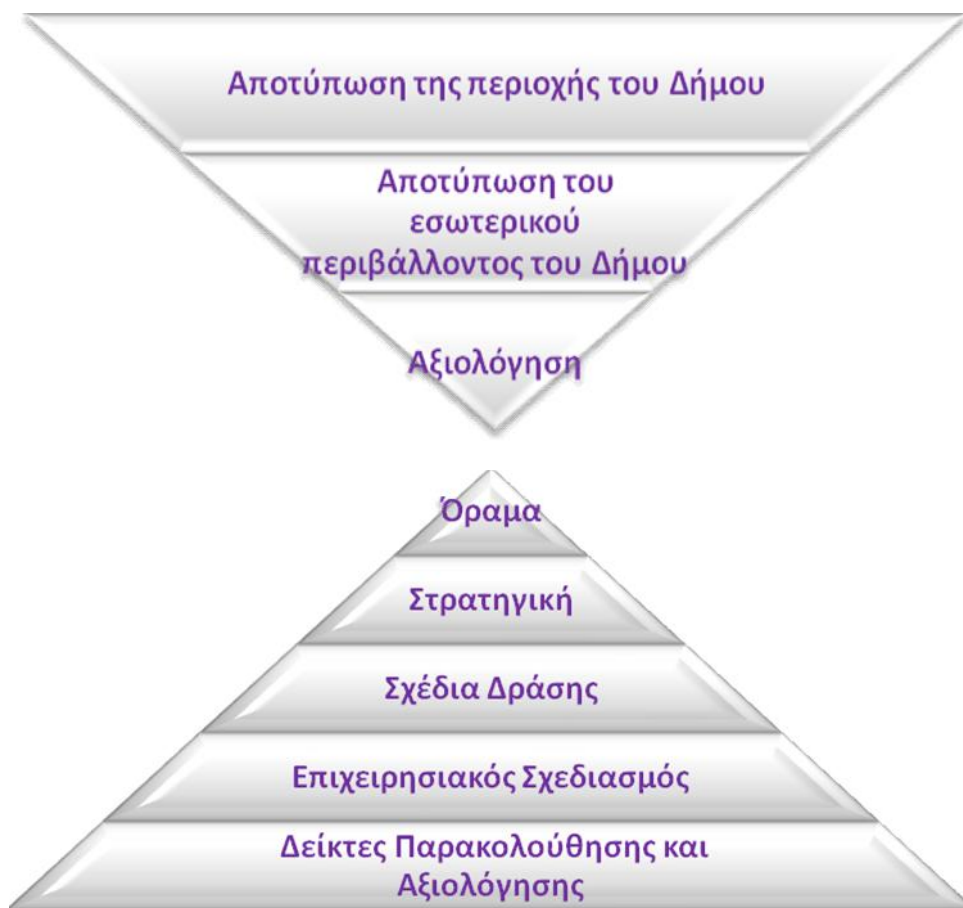 Αποτύπωση της περιοχής του Δήμου
Αποτύπωση του
εσωτερικού
περιβάλλοντος του Δήμου
Αξιολόγηση
Όραμα
Στρατηγική
Σχέδια Δράσης
Επιχειρησιακός Σχεδιασμός
Δείκτες Παρακολούθησης και
Αξιολόγησης